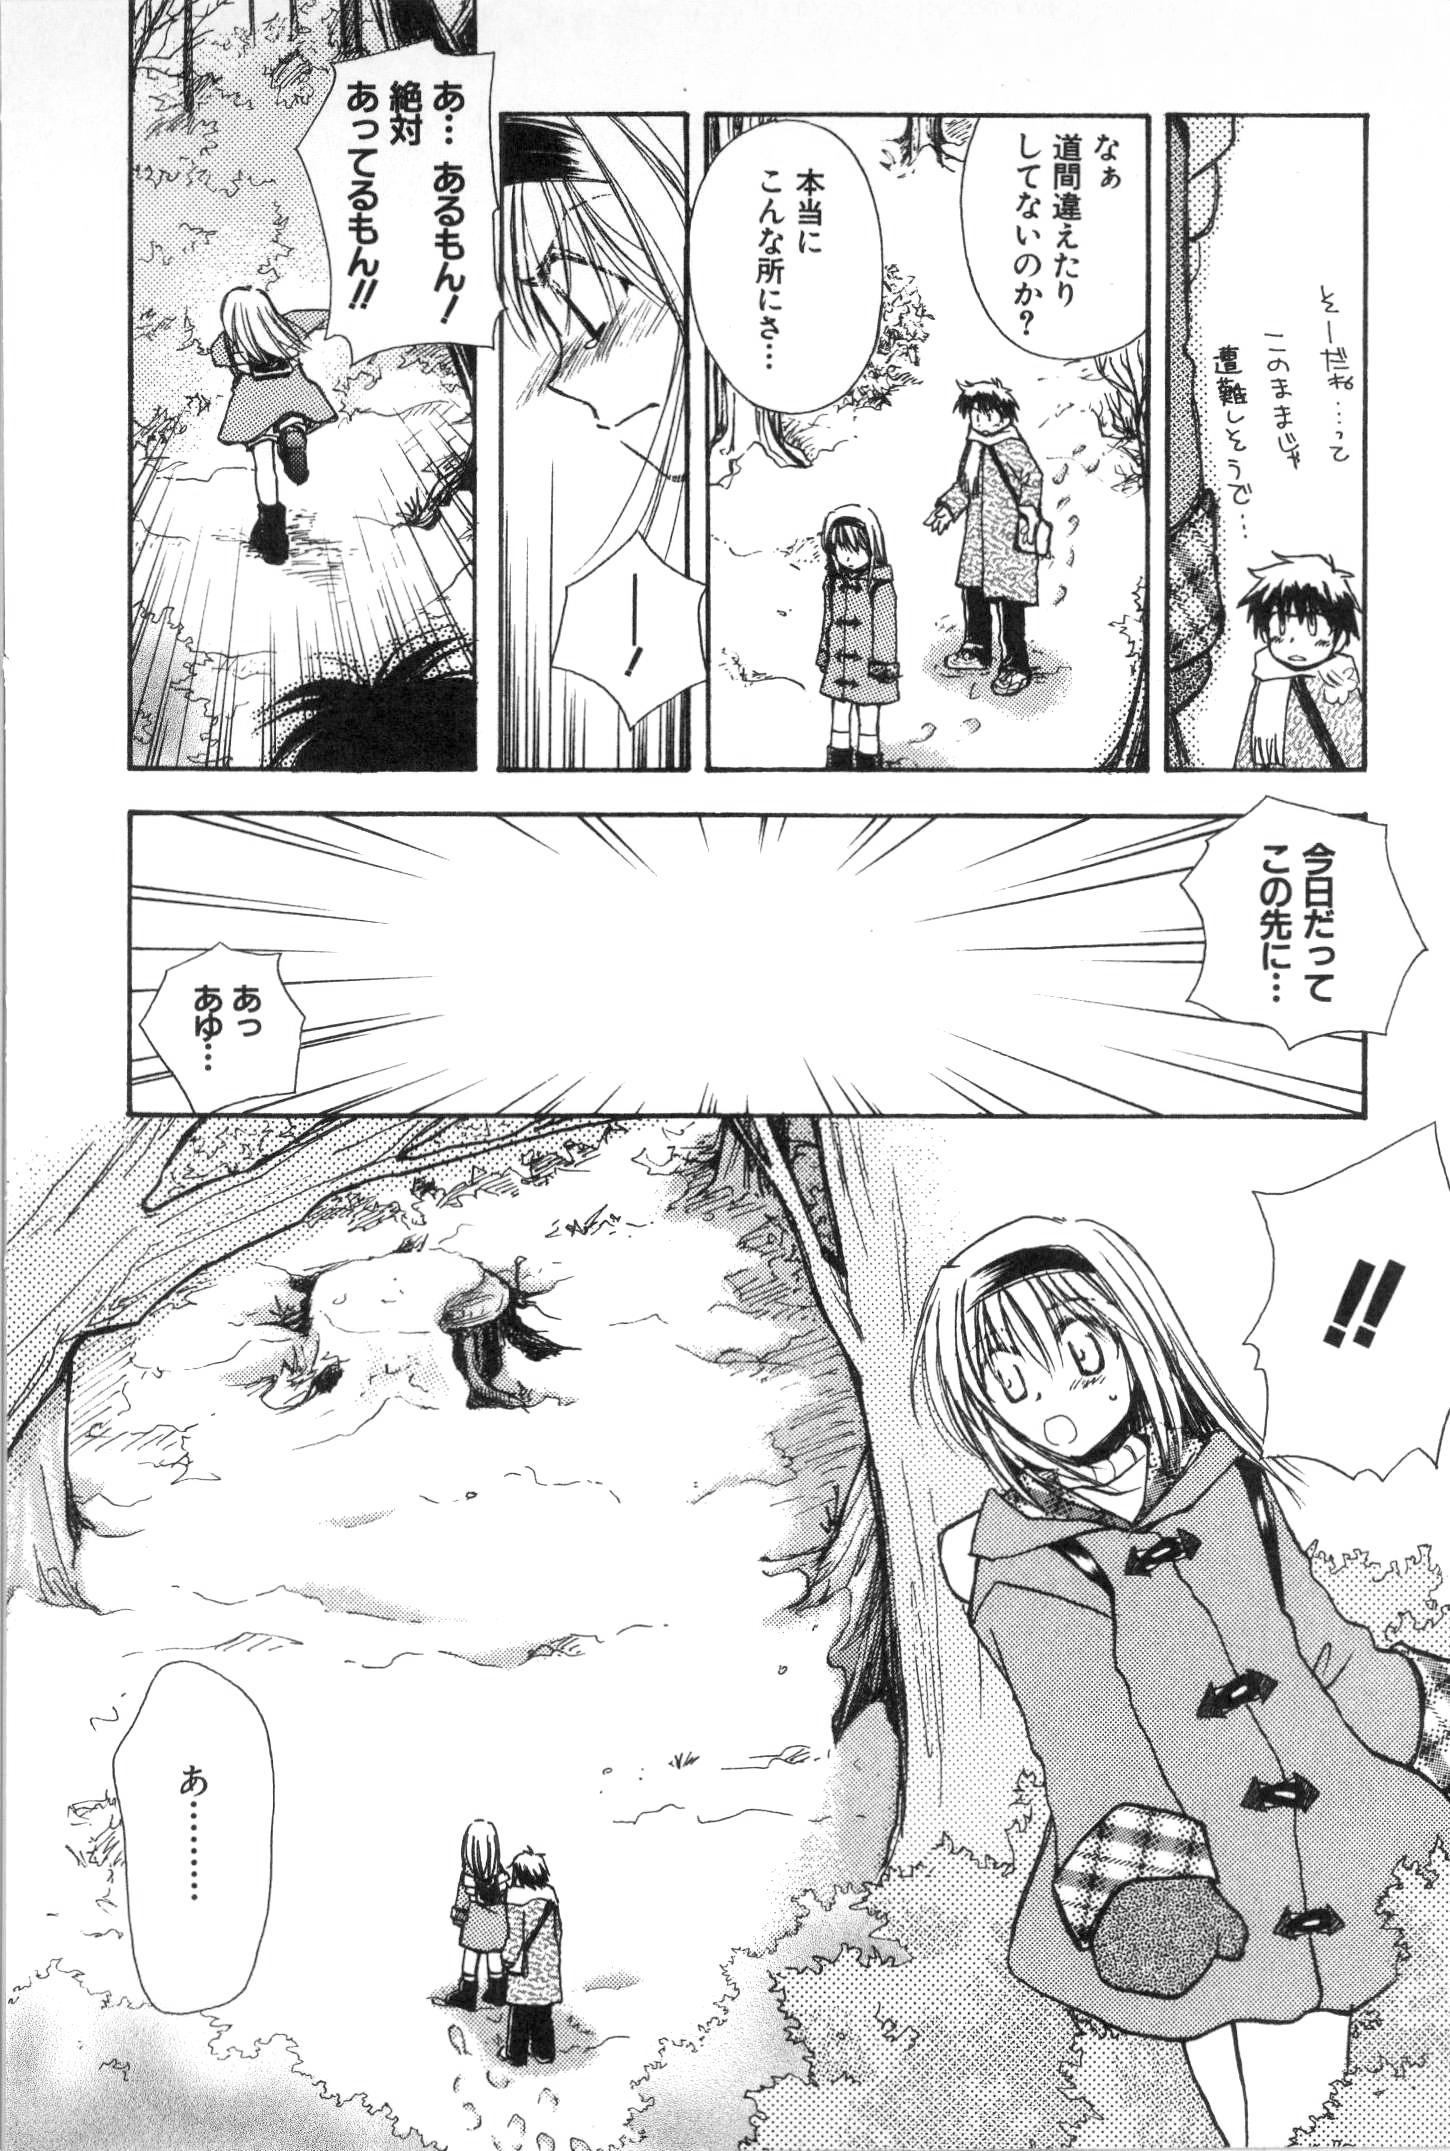 そーだね……って
このままじゃ
遭難しそうで…
なぁ
道間違えたり
してないのか？
本当に
こんな所にさ…
ー！
あ… あるもん！
絶対
あってるもん!!
今日だって
この先に…
あっ
あゆ…
!!
あ………